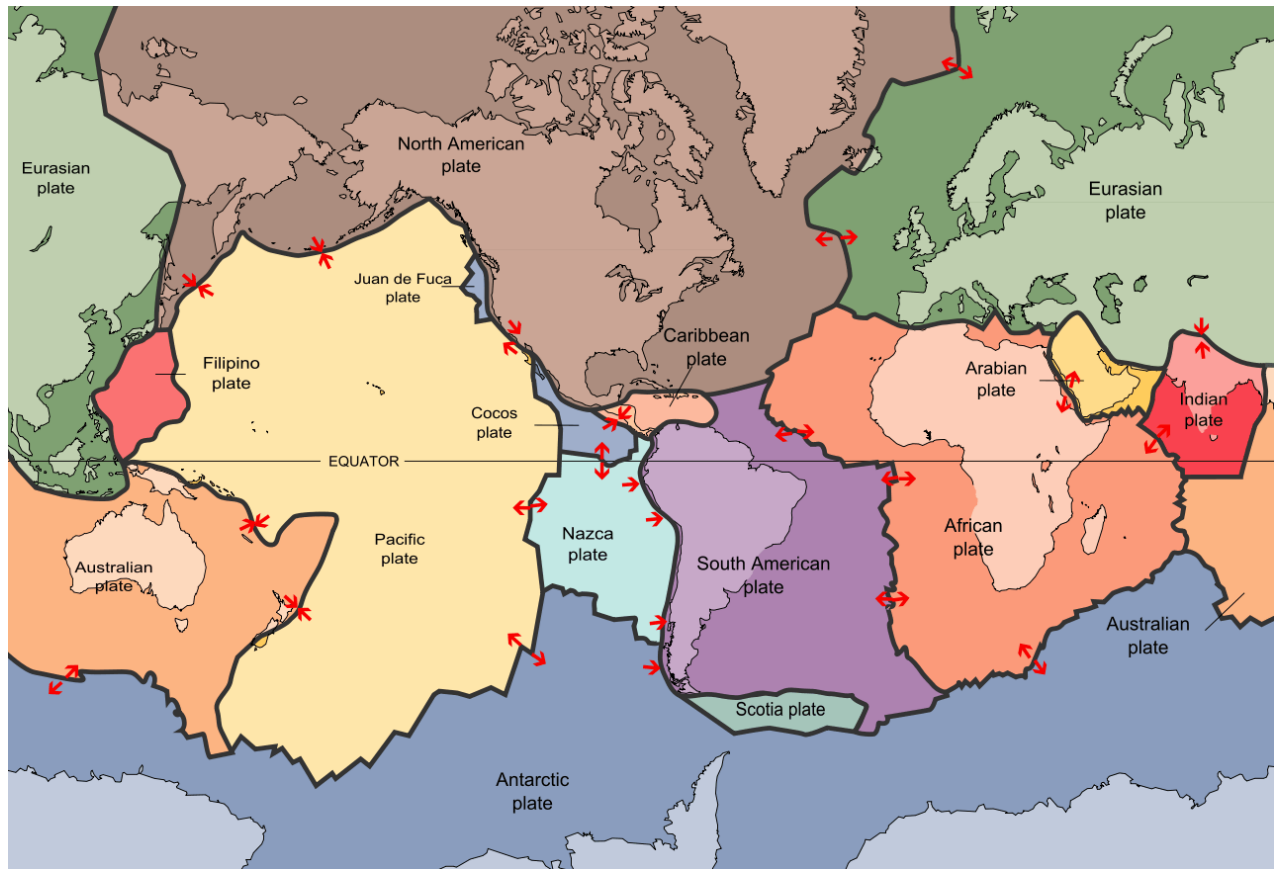 North American
plate
Eurasian
plate
Eurasian
plate
Juan de Fuca
plate
Caribbean
plate
Filipino
plate
Arabian
plate
Cocos
plate
Indian
plate
EQUATOR
Pacific
plate
Nazca
plate
African
plate
Australian
plate
South American
plate
Australian
plate
Scotia plate
Antarctic
plate